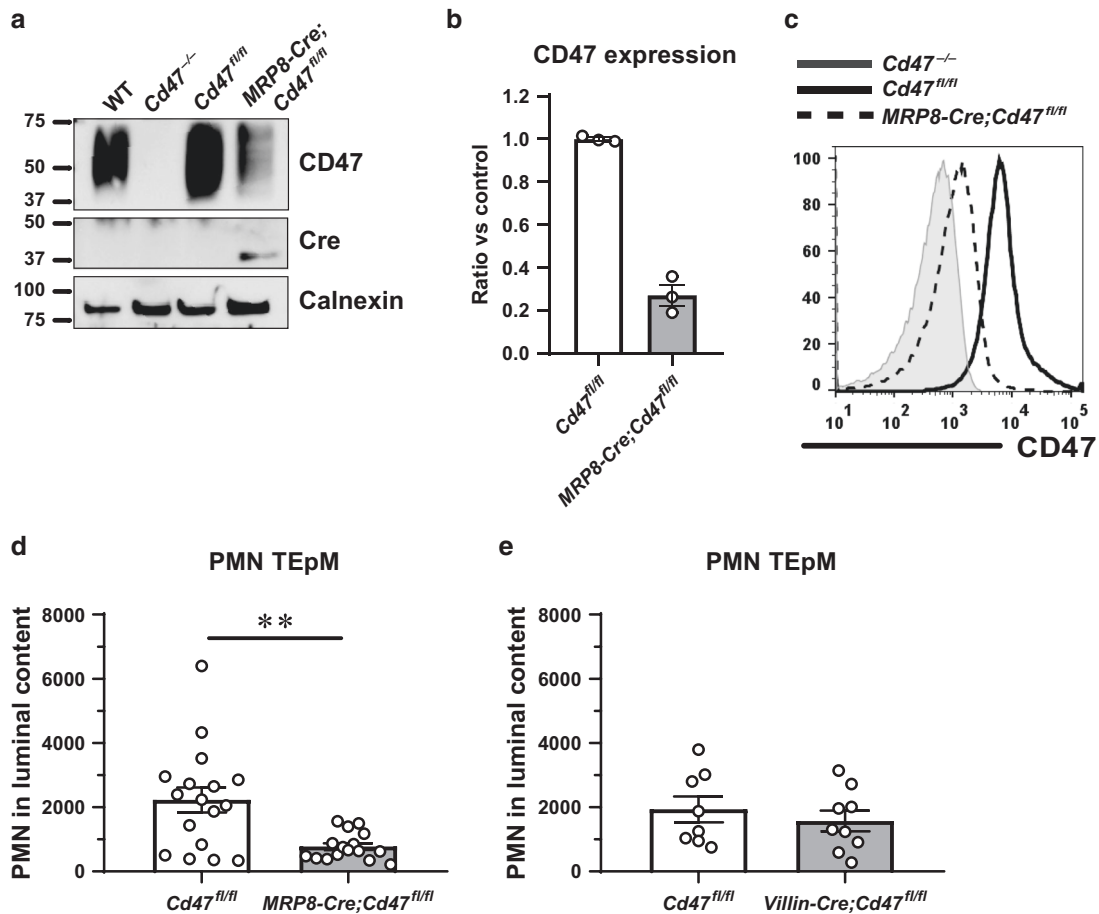 a
WT
Cd47–/–
Cd47fl/fl
MRP8-Cre;
Cd47fl/fl
75
50
37
CD47
50
37
Cre
100
75
Calnexin
b
CD47 expression
Ratio vs control
1.2
1.0
0.8
0.6
0.4
0.2
0.0
Cd47fl/fl
MRP8-Cre;Cd47fl/fl
c
Cd47–/–
Cd47fl/fl
MRP8-Cre;Cd47fl/fl
100
80
60
40
20
0
101 102 103 104 105
CD47
d
PMN TEpM
PMN in luminal content
8000
6000
4000
2000
0
**
Cd47fl/fl MRP8-Cre;Cd47fl/fl
e
PMN TEpM
PMN in luminal content
8000
6000
4000
2000
0
Cd47fl/fl Villin-Cre;Cd47fl/fl